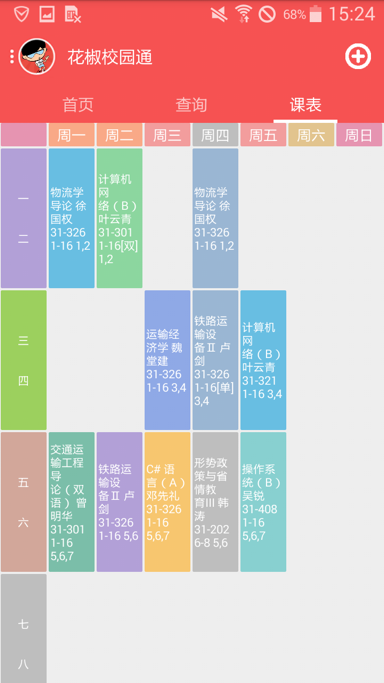 68% 15:24
花椒校园通
首页 查询 课表
周一 周二 周三 周四 周五 周六 周日
一
二
物流学
导论 徐
国权
31-326
1-16 1,2
计算机
网
络（B）
叶云青
31-301
1-16[双]
1,2
物流学
导论 徐
国权
31-326
1-16 1,2
三
四
运输经
济学 魏
堂建
31-326
1-16 3,4
铁路运
输设
备Ⅱ 卢
剑
31-326
1-16[单]
3,4
计算机
网
络（B）
叶云青
31-321
1-16 3,4
五
六
交通运
输工程
导
论（双
语）曾
明华
31-301
1-16
5,6,7
铁路运
输设
备Ⅱ 卢
剑
31-326
1-16 5,6
C# 语
言（A）
邓先礼
31-326
1-16
5,6,7
形势政
策与省
情教
育III 韩
涛
31-202
6-8 5,6
操作系
统（B）
吴锐
31-408
1-16
5,6,7
七
八